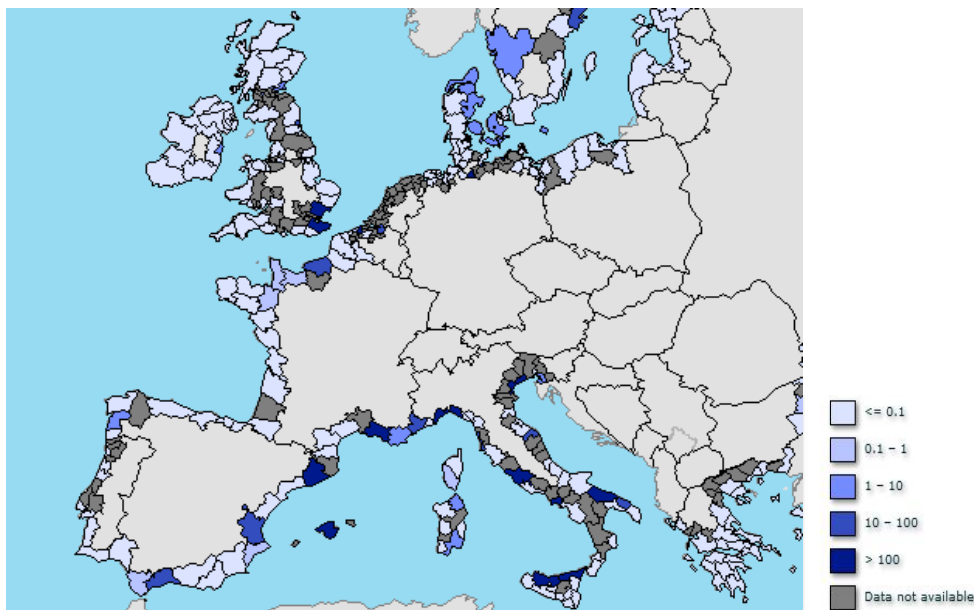 <= 0.1
0.1 – 1
1 – 10
10 – 100
> 100
Data not available